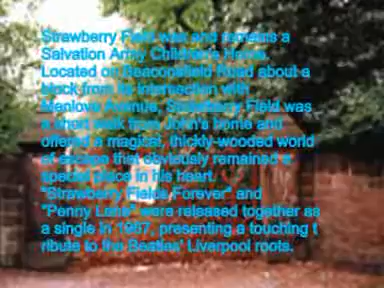 Strawberry Field was and remains a
Salvation Army Children's Home.
Located on Beaconsfield Road about a
block from its intersection with
Menlove Avenue, Strawberry Field was
a short walk from John's home and
offered a magical, thickly-wooded world
of escape that obviously remained a
special place in his heart.
"Strawberry Fields Forever" and
"Penny Lane" were released together as
a single in 1967, presenting a touching t
ribute to the Beatles' Liverpool roots.